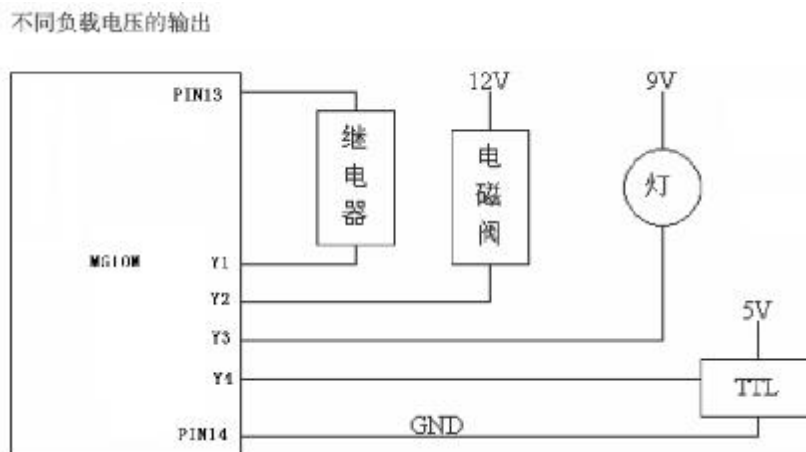 不同负载电压的输出
PIN13
12V
9V
继电器
电磁阀
灯
MG10M
Y1
Y2
Y3
5V
Y4
TTL
PIN14
GND